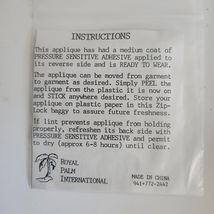 INSTRUCTIONS
This applique has had a medium coat of
PRESSURE SENSITIVE ADHESIVE applied to
its reverse side and is READY TO WEAR.
The applique can be moved from garment
to garment as desired. Simply PEEL the
applique from the plastic it is now on
and STICK anywhere desired. Store your
applique on plastic paper in this Zip-
Lock baggy to assure future freshness.
If lint prevents applique from holding
properly, refreshen its back side with
PRESSURE SENSITIVE ADHESIVE and permit
to dry (approx 6-8 hours) until clear.
ROYAL
PALM
INTERNATIONAL
MADE IN CHINA
941-772-2442